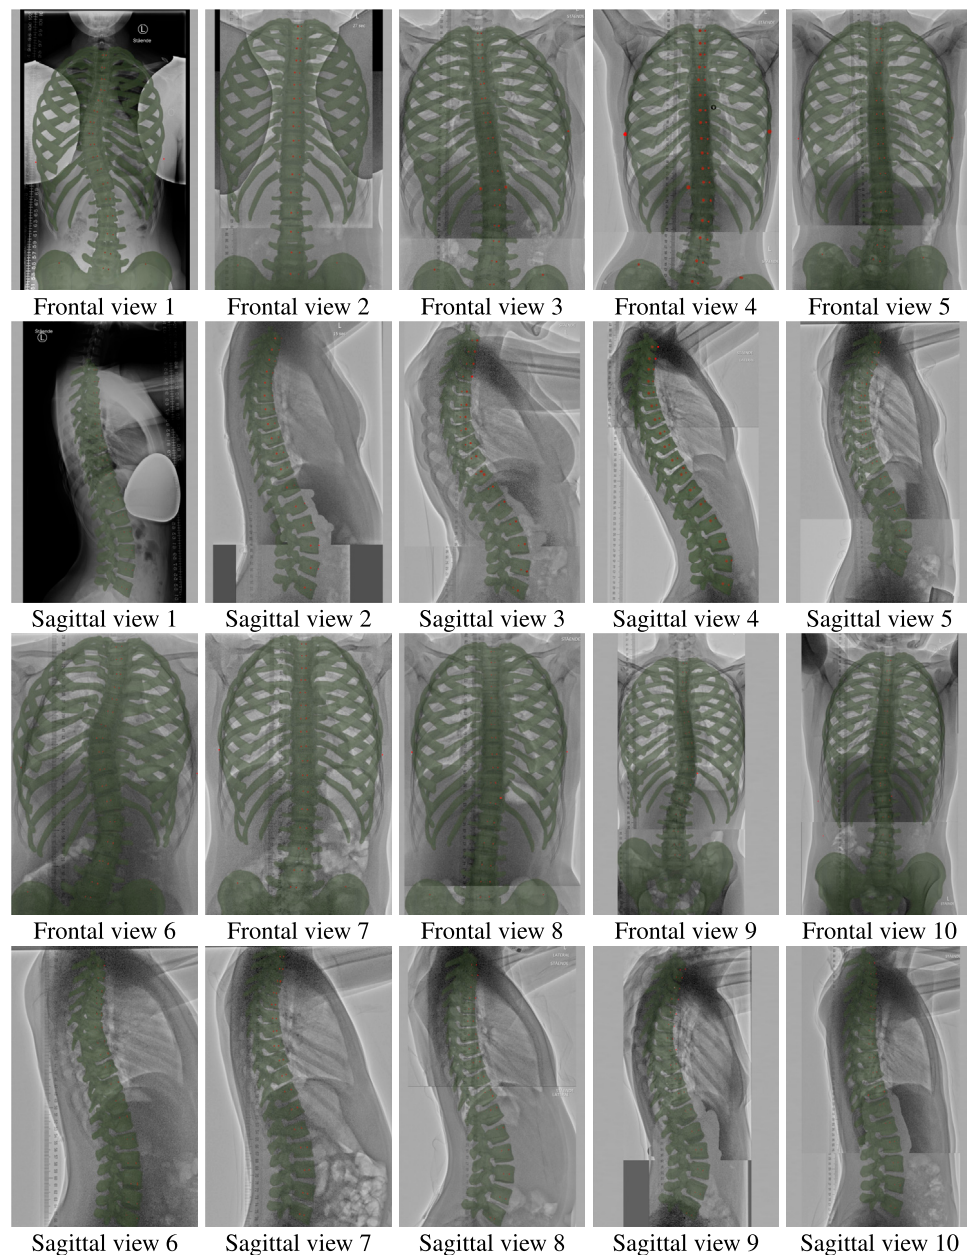 L
Stående
L
Frontal view 1 Frontal view 2 Frontal view 3 Frontal view 4 Frontal view 5
Stående
L
L
Sagittal view 1 Sagittal view 2 Sagittal view 3 Sagittal view 4 Sagittal view 5
Frontal view 6 Frontal view 7 Frontal view 8 Frontal view 9 Frontal view 10
L
Sagittal view 6 Sagittal view 7 Sagittal view 8 Sagittal view 9 Sagittal view 10